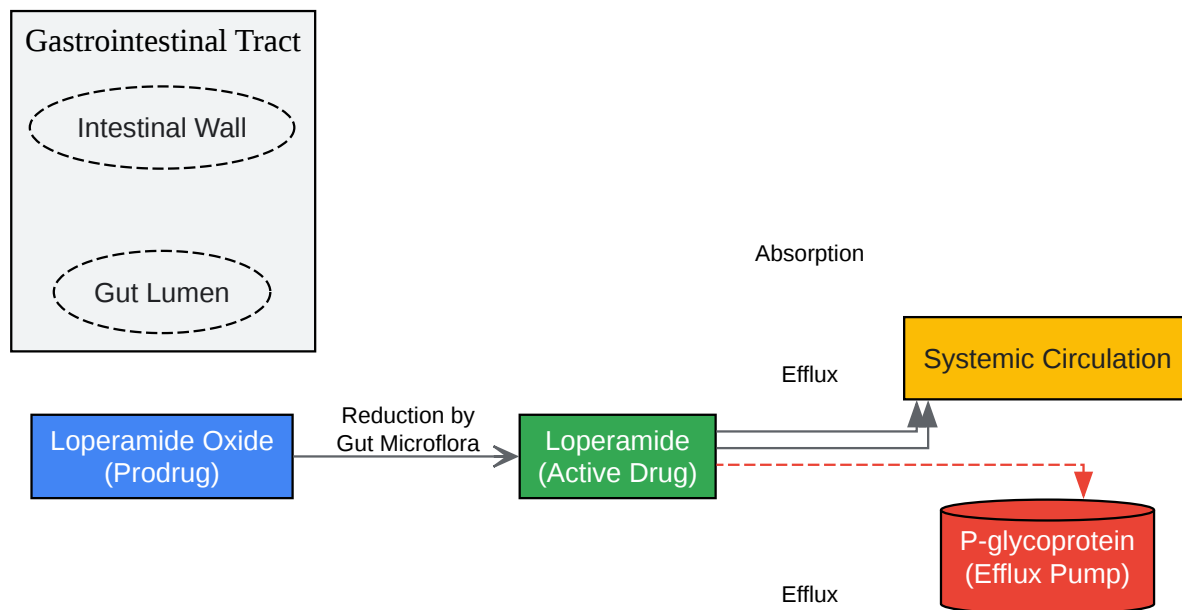 Gastrointestinal Tract
Intestinal Wall
Gut Lumen
Absorption
Systemic Circulation
Efflux
Reduction by
Gut Microflora
Loperamide Oxide
(Prodrug)
Loperamide
(Active Drug)
P-glycoprotein
(Efflux Pump)
Efflux